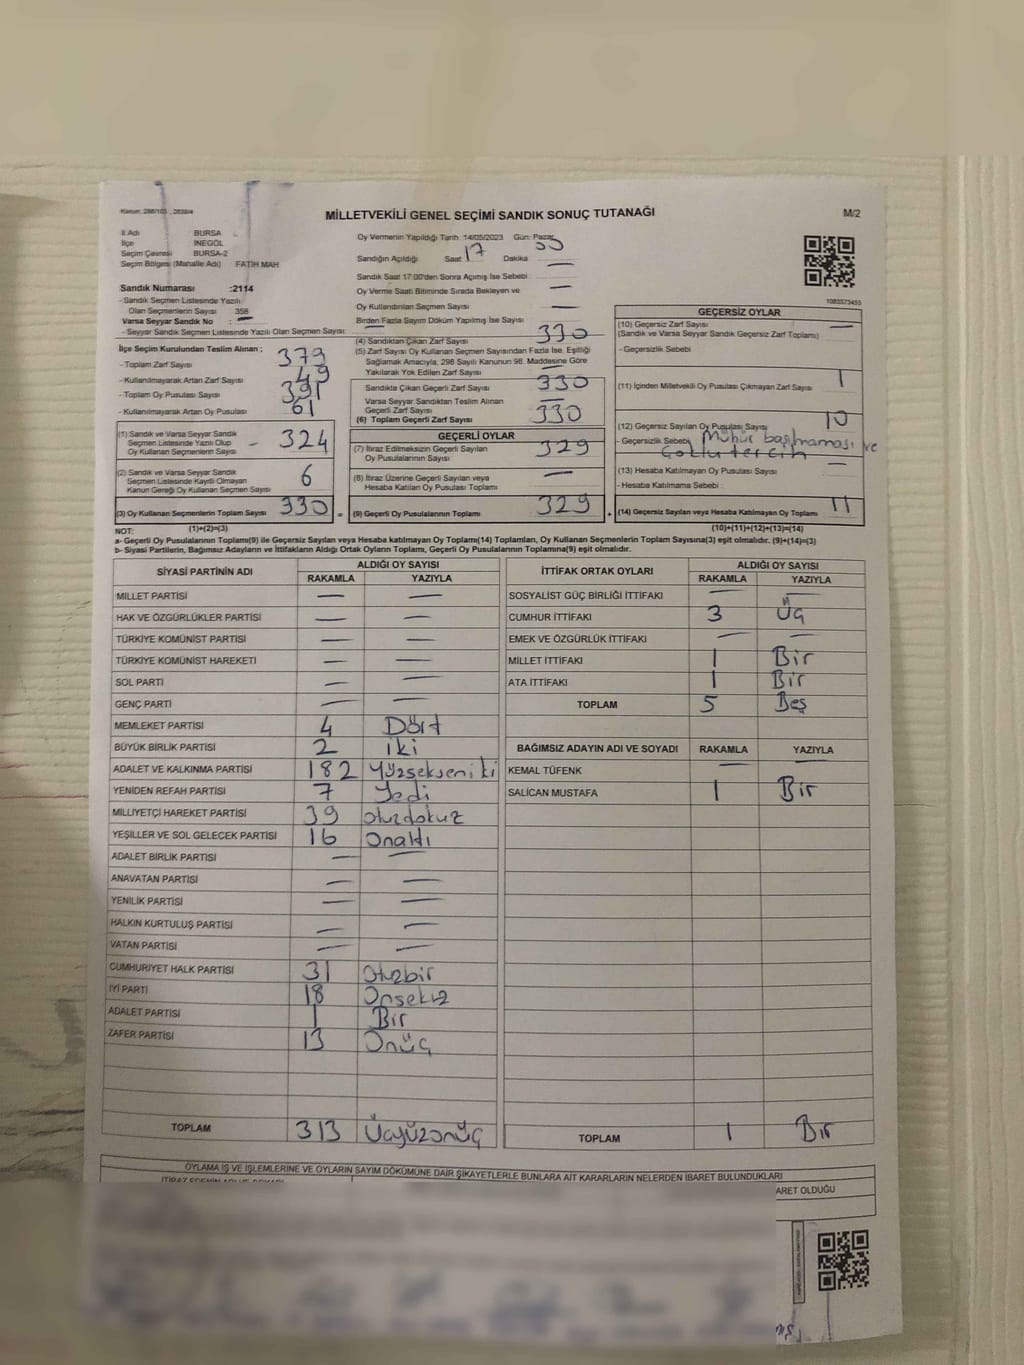 Kanun: 298/103 , 2839/4
MİLLETVEKİLİ GENEL SEÇİMİ SANDIK SONUÇ TUTANAĞI
M/2
İl Adı BURSA
İlçe İNEGÖL
Seçim Çevresi BURSA-2
Seçim Bölgesi (Mahalle Adı) FATİH MAH
Sandık Numarası :2114
- Sandık Seçmen Listesinde Yazılı
Olan Seçmenlerin Sayısı 358
Varsa Seyyar Sandık No : —
- Seyyar Sandık Seçmen Listesinde Yazılı Olan Seçmen Sayısı: —
Oy Vermenin Yapıldığı Tarih: 14/05/2023 Gün: Pazar
Sandığın Açıldığı Saat 17 Dakika
Sandık Saat 17:00'den Sonra Açımış İse Sebebi —
Oy Verme Saati Bitiminde Sırada Bekleyen ve
Oy Kullandırılan Seçmen Sayısı —
Birden Fazla Sayım Döküm Yapılmış İse Sayısı —
1083573455
İlçe Seçim Kurulundan Teslim Alınan ;
- Toplam Zarf Sayısı 379
- Kullanılmayarak Artan Zarf Sayısı 49
- Toplam Oy Pusulası Sayısı 391
- Kullanılmayarak Artan Oy Pusulası 61
(1) Sandık ve Varsa Seyyar Sandık
Seçmen Listesinde Yazılı Olup
Oy Kullanan Seçmenlerin Sayısı - 324
(2) Sandık ve Varsa Seyyar Sandık
Seçmen Listesinde Kaydı Olmayan
Kanun Gereği Oy Kullanan Seçmen Sayısı 6
(3) Oy Kullanan Seçmenlerin Toplam Sayısı 330 =
(1)+(2)=(3)
(4) Sandıktan Çıkan Zarf Sayısı 330
(5) Zarf Sayısı Oy Kullanan Seçmen Sayısından Fazla İse, Eşitliği
Sağlamak Amacıyla, 298 Sayılı Kanunun 98. Maddesine Göre
Yakılarak Yok Edilen Zarf Sayısı —
Sandıkta Çıkan Geçerli Zarf Sayısı 330
Varsa Seyyar Sandıktan Teslim Alınan
Geçerli Zarf Sayısı —
(6) Toplam Geçerli Zarf Sayısı 330
GEÇERLİ OYLAR
(7) İtiraz Edilmeksizin Geçerli Sayılan
Oy Pusulalarının Sayısı 329
(8) İtiraz Üzerine Geçerli Sayılan veya
Hesaba Katılan Oy Pusulası Toplamı —
(9) Geçerli Oy Pusulalarının Toplamı 329 +
GEÇERSİZ OYLAR
(10) Geçersiz Zarf Sayısı —
(Sandık ve Varsa Seyyar Sandık Geçersiz Zarf Toplamı)
- Geçersizlik Sebebi
(11) İçinden Milletvekili Oy Pusulası Çıkmayan Zarf Sayısı 1
(12) Geçersiz Sayılan Oy Pusulası Sayısı 10
- Geçersizlik Sebebi Mühür basılmaması ve
Çoklu tercih
(13) Hesaba Katılmayan Oy Pusulası Sayısı —
- Hesaba Katılmama Sebebi :
(14) Geçersiz Sayılan veya Hesaba Katılmayan Oy Toplamı 11
(10)+(11)+(12)+(13)=(14)
NOT:
a- Geçerli Oy Pusulalarının Toplamı(9) ile Geçersiz Sayılan veya Hesaba katılmayan Oy Toplamı(14) Toplamları, Oy Kullanan Seçmenlerin Toplam Sayısına(3) eşit olmalıdır. (9)+(14)=(3)
b- Siyasi Partilerin, Bağımsız Adayların ve İttifakların Aldığı Ortak Oyların Toplamı, Geçerli Oy Pusulalarının Toplamına(9) eşit olmalıdır.
SİYASİ PARTİNİN ADI ALDIĞI OY SAYISI
RAKAMLA YAZIYLA
MİLLET PARTİSİ — —
HAK VE ÖZGÜRLÜKLER PARTİSİ — —
TÜRKİYE KOMÜNİST PARTİSİ — —
TÜRKİYE KOMÜNİST HAREKETİ — —
SOL PARTİ — —
GENÇ PARTİ — —
MEMLEKET PARTİSİ 4 Dört
BÜYÜK BİRLİK PARTİSİ 2 iki
ADALET VE KALKINMA PARTİSİ 182 Yüzsekseniki
YENİDEN REFAH PARTİSİ 7 Yedi
MİLLİYETÇİ HAREKET PARTİSİ 39 otuzdokuz
YEŞİLLER VE SOL GELECEK PARTİSİ 16 Onaltı
ADALET BİRLİK PARTİSİ — —
ANAVATAN PARTİSİ — —
YENİLİK PARTİSİ — —
HALKIN KURTULUŞ PARTİSİ — —
VATAN PARTİSİ — —
CUMHURİYET HALK PARTİSİ 31 Otuzbir
İYİ PARTİ 18 Onsekiz
ADALET PARTİSİ 1 Bir
ZAFER PARTİSİ 13 Onüç
TOPLAM 313 Üçyüzonüç
İTTİFAK ORTAK OYLARI ALDIĞI OY SAYISI
RAKAMLA YAZIYLA
SOSYALİST GÜÇ BİRLİĞİ İTTİFAKI — —
CUMHUR İTTİFAKI 3 Üç
EMEK VE ÖZGÜRLÜK İTTİFAKI — —
MİLLET İTTİFAKI 1 Bir
ATA İTTİFAKI 1 Bir
TOPLAM 5 Beş
BAĞIMSIZ ADAYIN ADI VE SOYADI RAKAMLA YAZIYLA
KEMAL TÜFENK — —
SALİCAN MUSTAFA 1 Bir
TOPLAM 1 Bir
OYLAMA İŞ VE İŞLEMLERİNE VE OYLARIN SAYIM DÖKÜMÜNE DAİR ŞİKAYETLERLE BUNLARA AİT KARARLARIN NELERDEN İBARET BULUNDUKLARI
ARET OLDUĞU